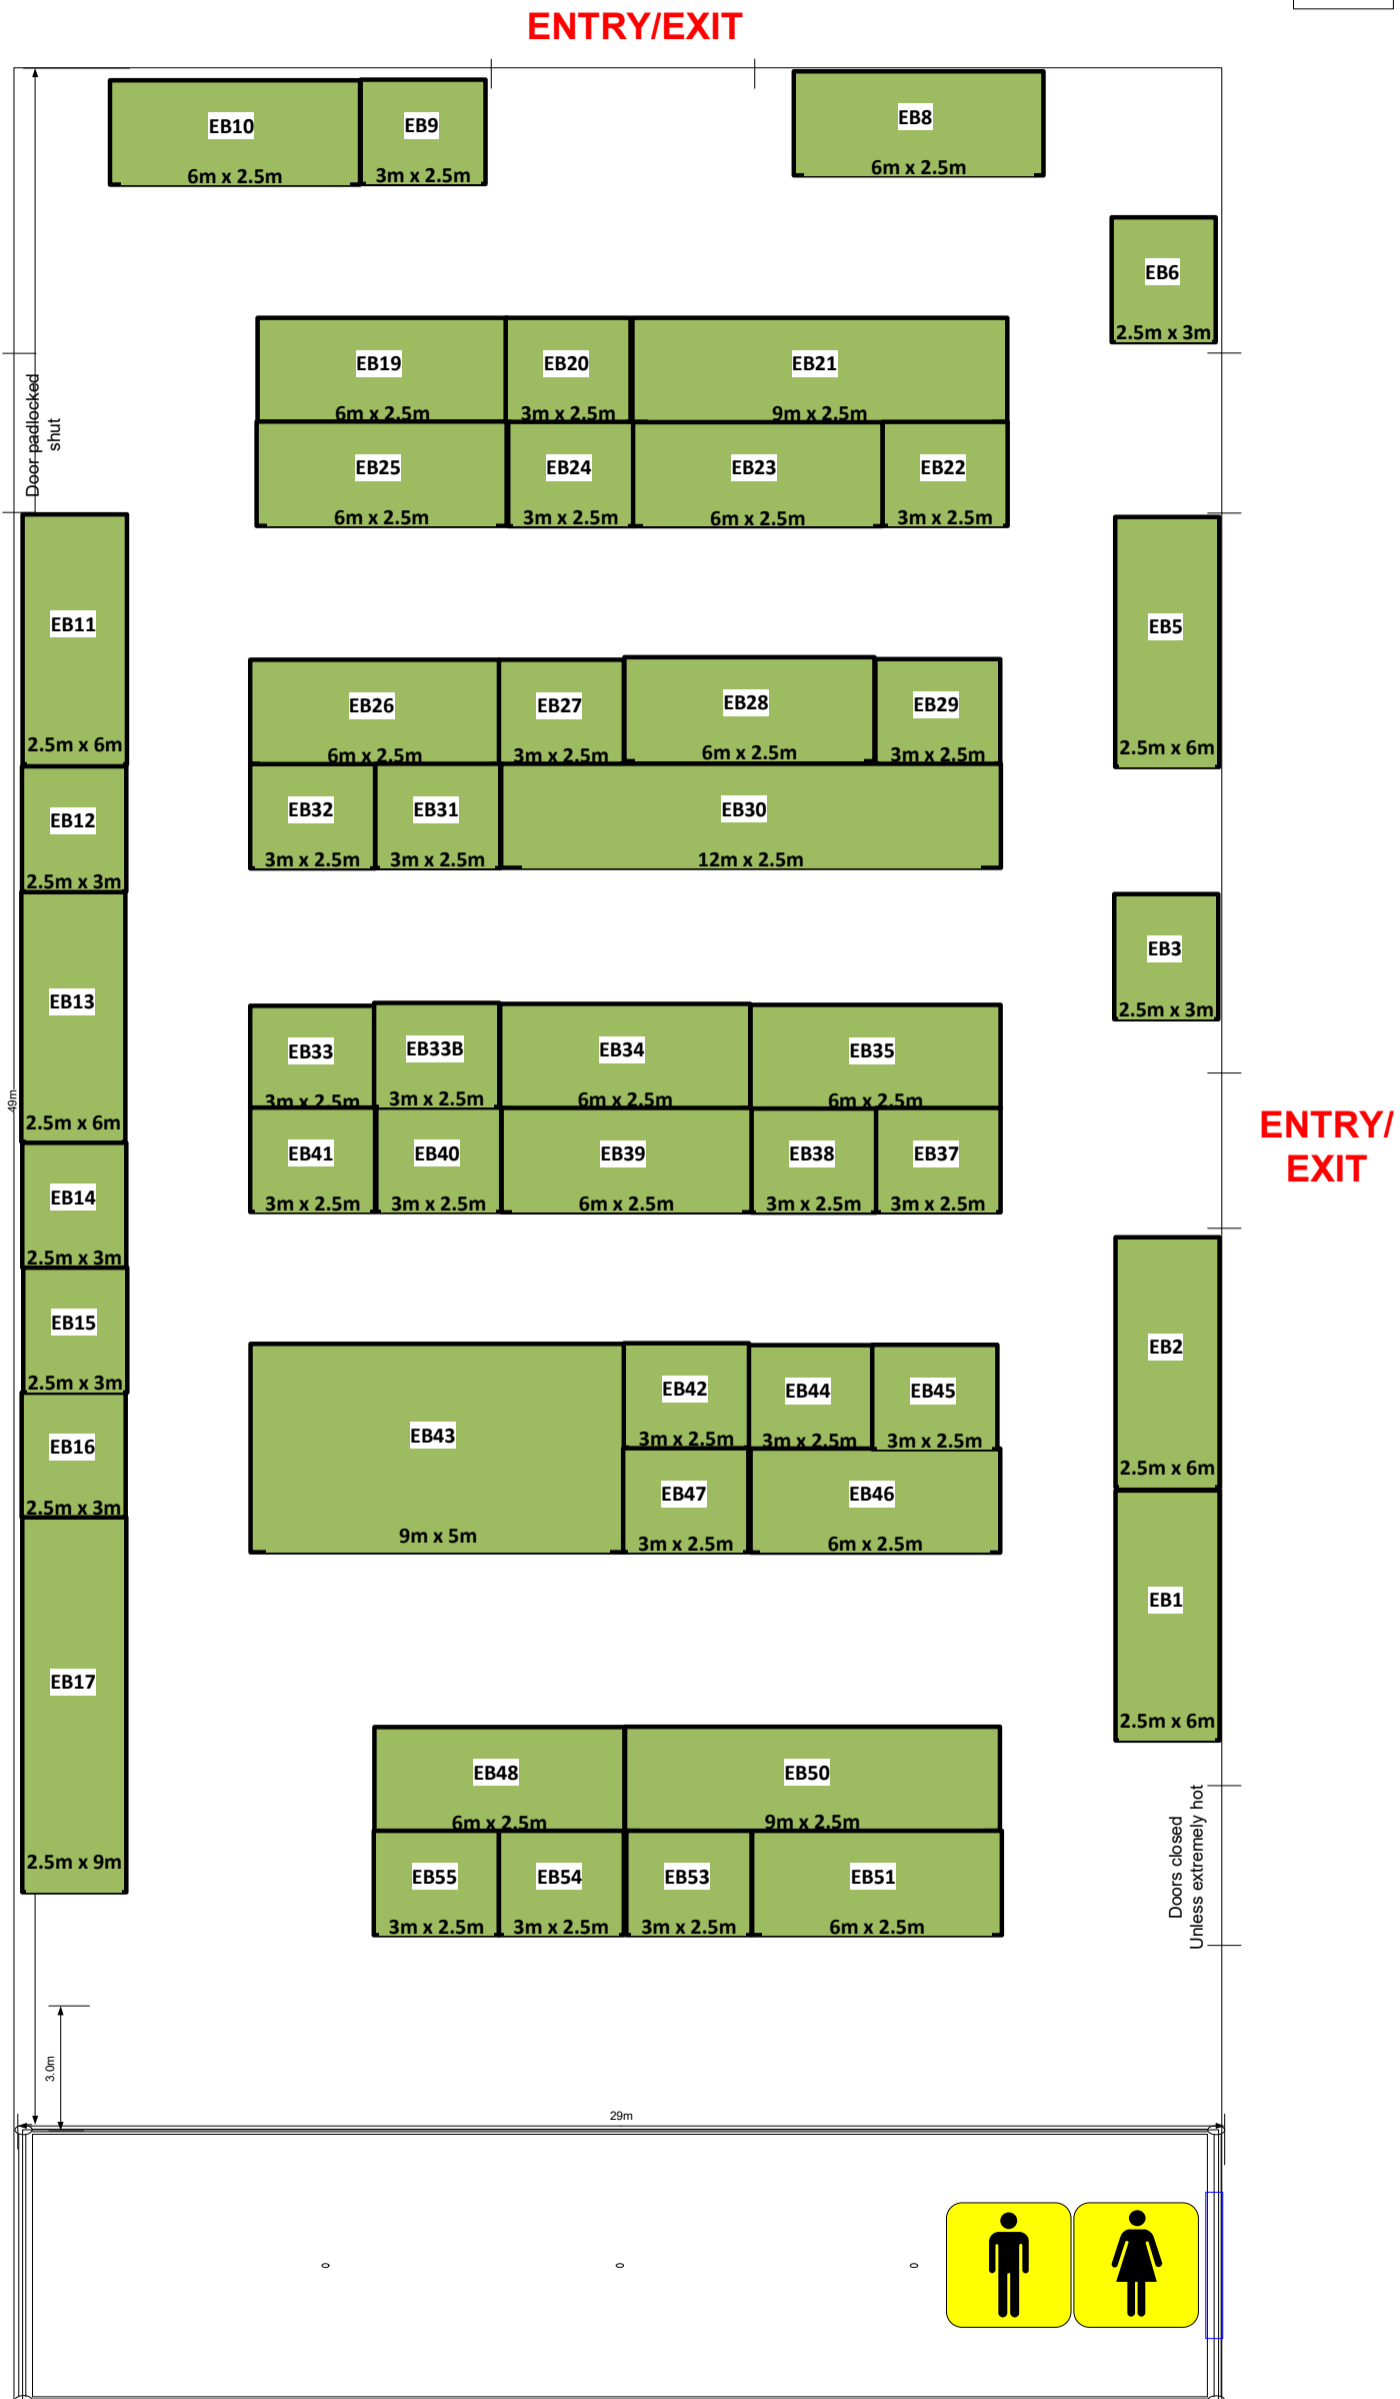 ENTRY/EXIT
EB10
6m x 2.5m
EB9
3m x 2.5m
EB8
6m x 2.5m
EB6
2.5m x 3m
Door padlocked
shut
EB19
6m x 2.5m
EB20
3m x 2.5m
EB21
9m x 2.5m
EB25
6m x 2.5m
EB24
3m x 2.5m
EB23
6m x 2.5m
EB22
3m x 2.5m
EB11
2.5m x 6m
EB5
2.5m x 6m
EB26
6m x 2.5m
EB27
3m x 2.5m
EB28
6m x 2.5m
EB29
3m x 2.5m
EB12
2.5m x 3m
EB32
3m x 2.5m
EB31
3m x 2.5m
EB30
12m x 2.5m
EB13
2.5m x 6m
EB3
2.5m x 3m
49m
EB33
3m x 2.5m
EB33B
3m x 2.5m
EB34
6m x 2.5m
EB35
6m x 2.5m
ENTRY/
EXIT
EB41
3m x 2.5m
EB40
3m x 2.5m
EB39
6m x 2.5m
EB38
3m x 2.5m
EB37
3m x 2.5m
EB14
2.5m x 3m
EB15
2.5m x 3m
EB2
2.5m x 6m
EB43
9m x 5m
EB42
3m x 2.5m
EB44
3m x 2.5m
EB45
3m x 2.5m
EB16
2.5m x 3m
EB47
3m x 2.5m
EB46
6m x 2.5m
EB1
2.5m x 6m
EB17
2.5m x 9m
EB48
6m x 2.5m
EB50
9m x 2.5m
EB55
3m x 2.5m
EB54
3m x 2.5m
EB53
3m x 2.5m
EB51
6m x 2.5m
Doors closed
Unless extremely hot
3.0m
29m
0
0
0